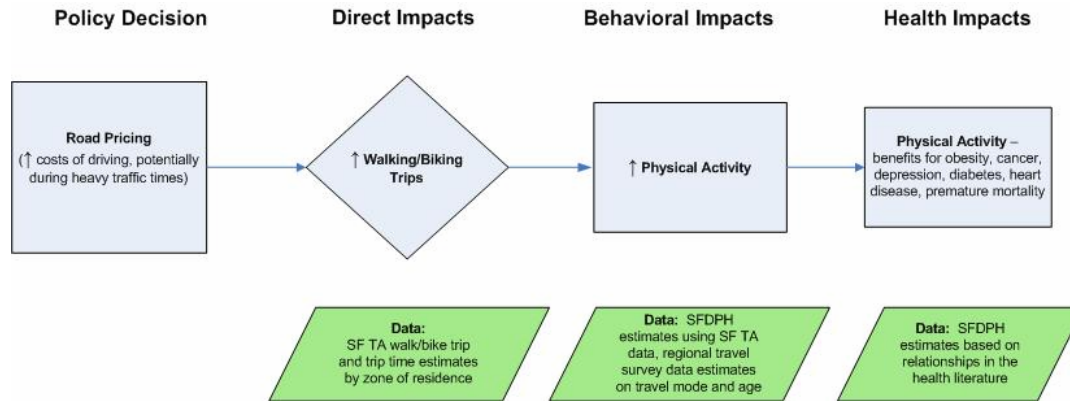 Policy Decision
Direct Impacts
Behavioral Impacts
Health Impacts
Road Pricing
(↑ costs of driving, potentially
during heavy traffic times)
↑ Walking/Biking
Trips
↑ Physical Activity
Physical Activity –
benefits for obesity, cancer,
depression, diabetes, heart
disease, premature mortality
Data:
SF TA walk/bike trip
and trip time estimates
by zone of residence
Data: SFDPH
estimates using SF TA
data, regional travel
survey data estimates
on travel mode and age
Data: SFDPH
estimates based on
relationships in the
health literature